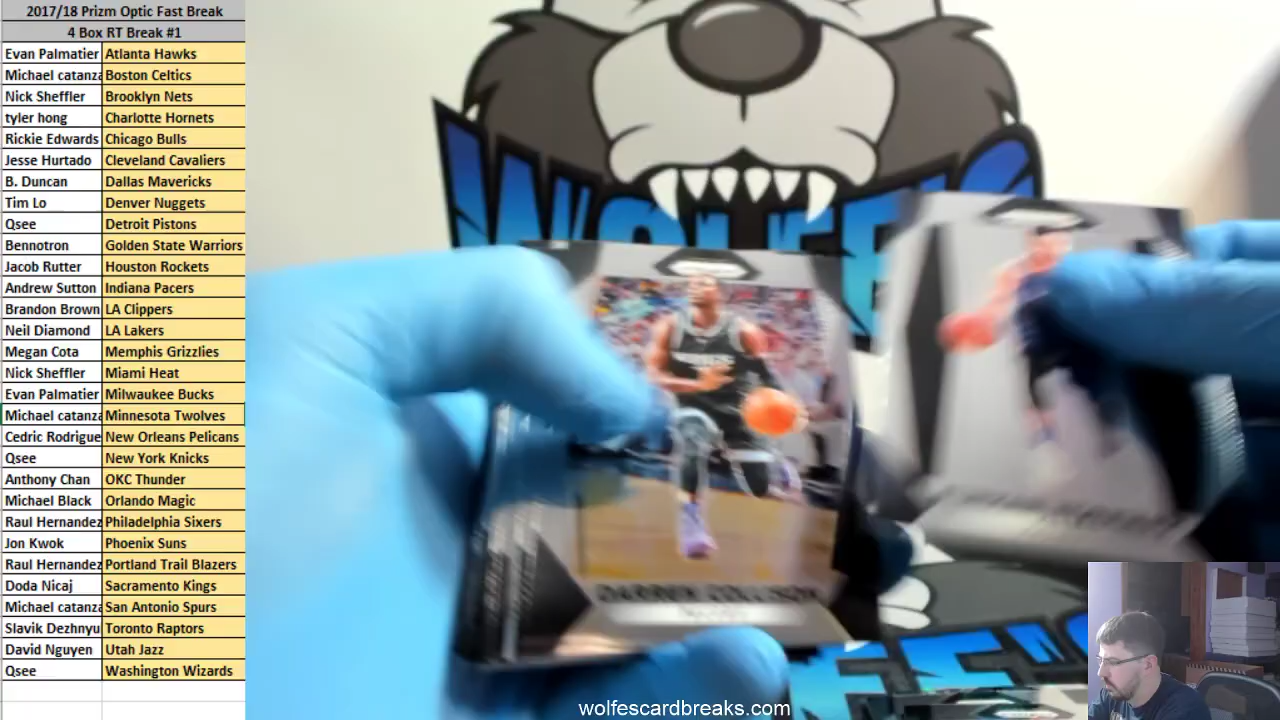 2017/18 Prizm Optic Fast Break
4 Box RT Break #1
Evan Palmatier Atlanta Hawks
Michael catanza Boston Celtics
Nick Sheffler Brooklyn Nets
tyler hong Charlotte Hornets
Rickie Edwards Chicago Bulls
Jesse Hurtado Cleveland Cavaliers
B. Duncan Dallas Mavericks
Tim Lo Denver Nuggets
Qsee Detroit Pistons
Bennotron Golden State Warriors
Jacob Rutter Houston Rockets
Andrew Sutton Indiana Pacers
Brandon Brown LA Clippers
Neil Diamond LA Lakers
Megan Cota Memphis Grizzlies
Nick Sheffler Miami Heat
Evan Palmatier Milwaukee Bucks
Michael catanza Minnesota Twolves
Cedric Rodrigue New Orleans Pelicans
Qsee New York Knicks
Anthony Chan OKC Thunder
Michael Black Orlando Magic
Raul Hernandez Philadelphia Sixers
Jon Kwok Phoenix Suns
Raul Hernandez Portland Trail Blazers
Doda Nicaj Sacramento Kings
Michael catanza San Antonio Spurs
Slavik Dezhnyu Toronto Raptors
David Nguyen Utah Jazz
Qsee Washington Wizards
DARREN COLLISON
wolfescardbreaks.com